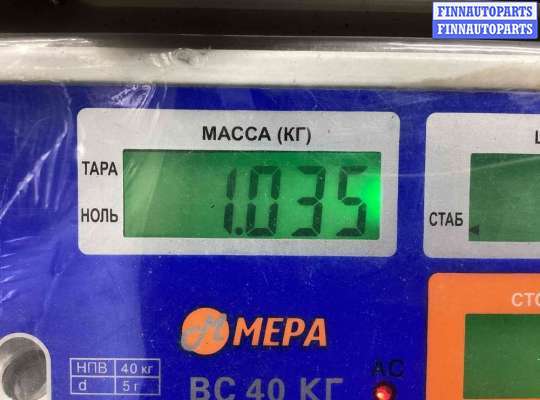 FINNAUTOPARTS
FINNAUTOPARTS
МАССА (КГ)
ТАРА
НОЛЬ
1.035
СТАБ
МЕРА
НПВ 40 кг
d 5 г
ВС 40 КГ
АС